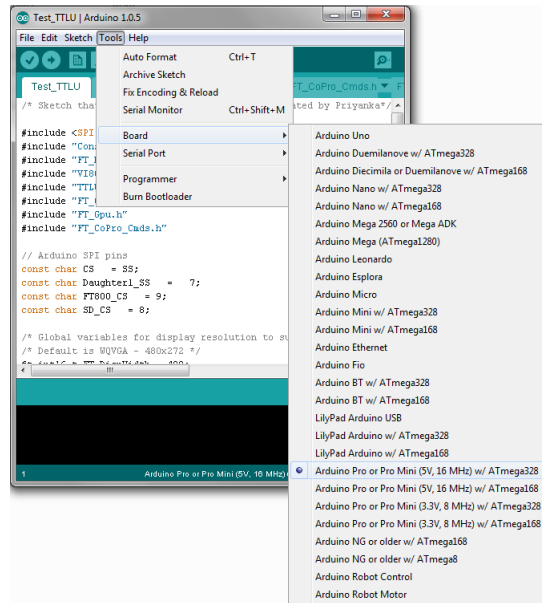 Test_TTLU | Arduino 1.0.5
File Edit Sketch Tools Help
Auto Format Ctrl+T
Archive Sketch
Fix Encoding & Reload
Serial Monitor Ctrl+Shift+M
Board
Serial Port
Programmer
Burn Bootloader
Test_TTLU FT_CoPro_Cmds.h
/* Sketch tha ated by Priyanka*/
#include <SPI
#include "Con
#include "FT_
#include "VI80
#include "TTL
#include "FT_
#include "FT_Gpu.h"
#include "FT_CoPro_Cmds.h"
// Arduino SPI pins
const char CS = SS;
const char Daughter1_SS = 7;
const char FT800_CS = 9;
const char SD_CS = 8;
/* Global variables for display resolution to su
/* Default is WQVGA - 480x272 */
1 Arduino Pro or Pro Mini (5V, 16 MHz)
Arduino Uno
Arduino Duemilanove w/ ATmega328
Arduino Diecimila or Duemilanove w/ ATmega168
Arduino Nano w/ ATmega328
Arduino Nano w/ ATmega168
Arduino Mega 2560 or Mega ADK
Arduino Mega (ATmega1280)
Arduino Leonardo
Arduino Esplora
Arduino Micro
Arduino Mini w/ ATmega328
Arduino Mini w/ ATmega168
Arduino Ethernet
Arduino Fio
Arduino BT w/ ATmega328
Arduino BT w/ ATmega168
LilyPad Arduino USB
LilyPad Arduino w/ ATmega328
LilyPad Arduino w/ ATmega168
Arduino Pro or Pro Mini (5V, 16 MHz) w/ ATmega328
Arduino Pro or Pro Mini (5V, 16 MHz) w/ ATmega168
Arduino Pro or Pro Mini (3.3V, 8 MHz) w/ ATmega328
Arduino Pro or Pro Mini (3.3V, 8 MHz) w/ ATmega168
Arduino NG or older w/ ATmega168
Arduino NG or older w/ ATmega8
Arduino Robot Control
Arduino Robot Motor